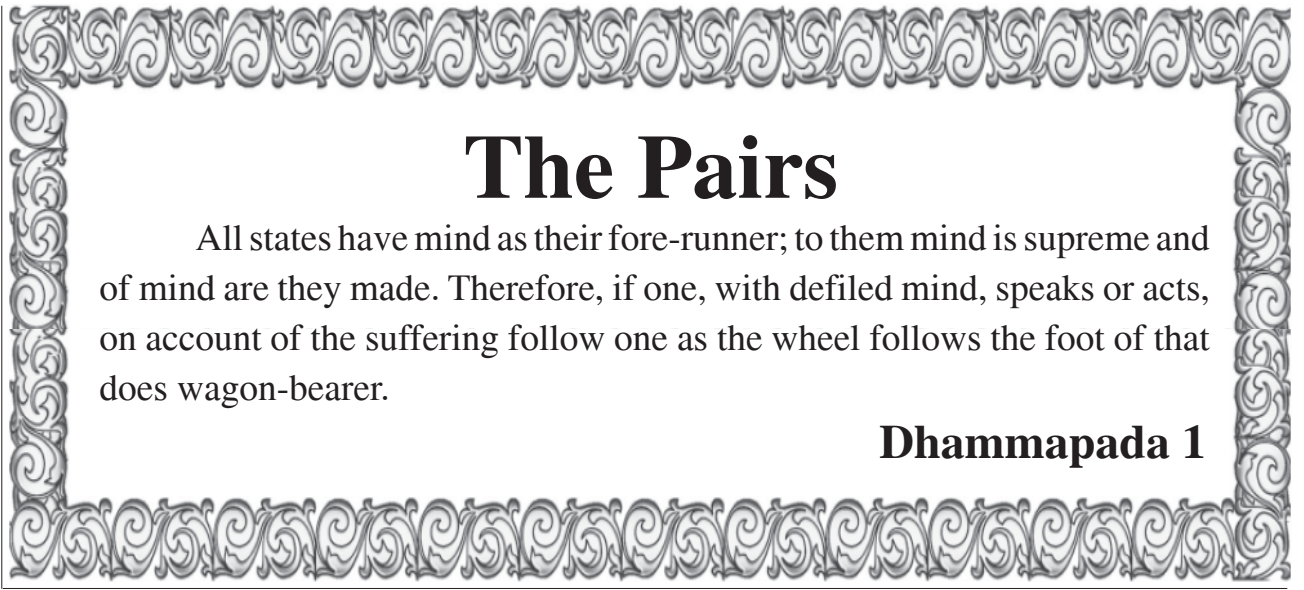 The Pairs
All states have mind as their fore-runner; to them mind is supreme and
of mind are they made. Therefore, if one, with defiled mind, speaks or acts,
on account of the suffering follow one as the wheel follows the foot of that
does wagon-bearer.
Dhammapada 1